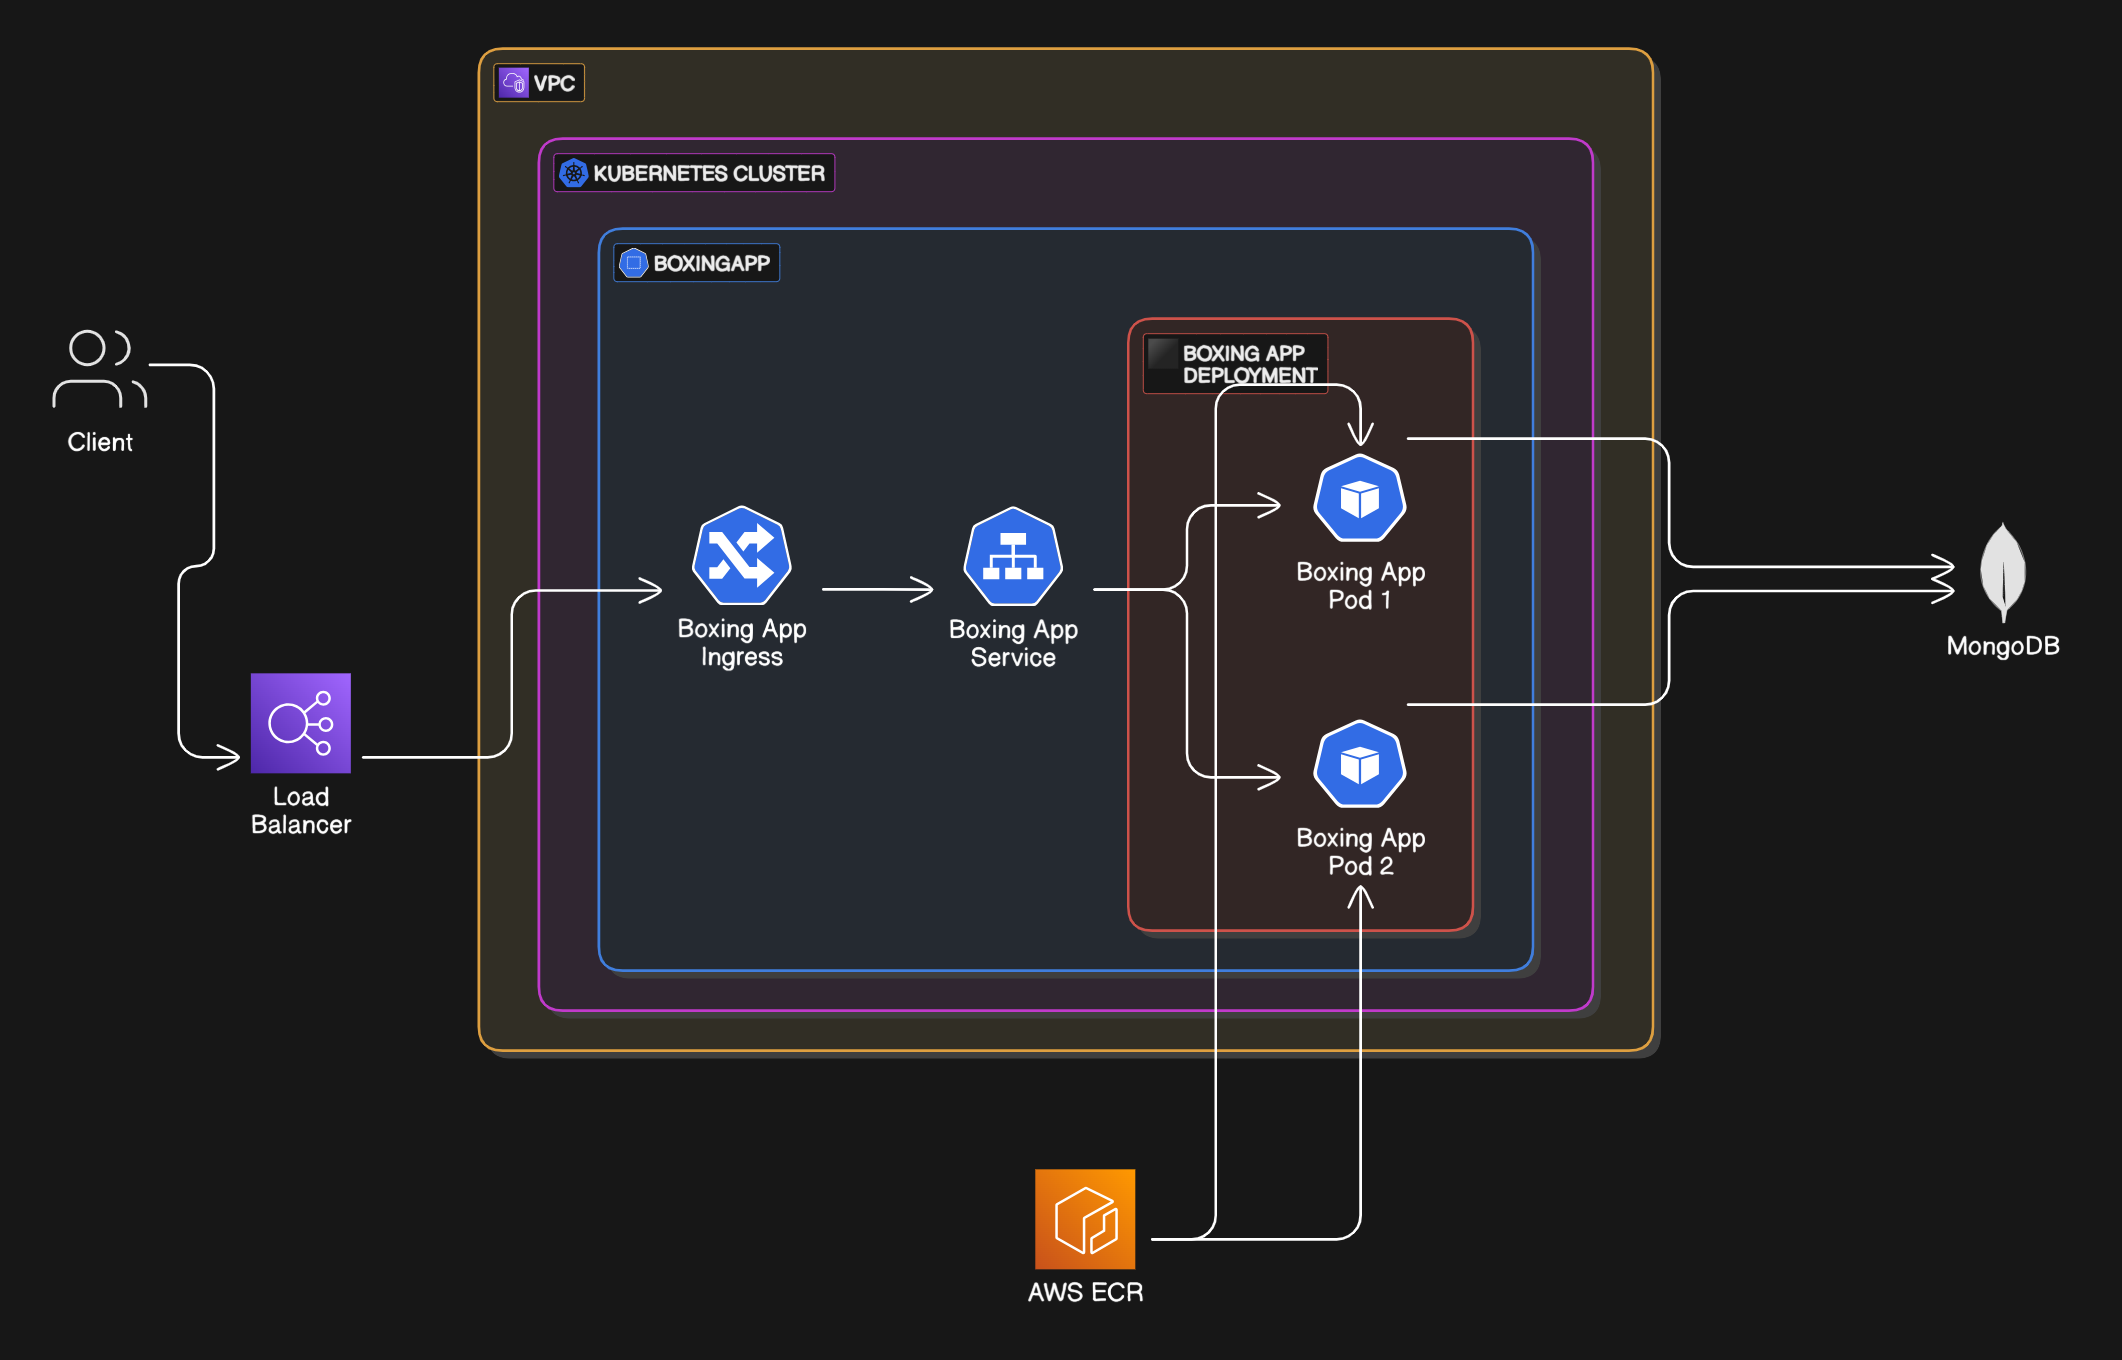 VPC
KUBERNETES CLUSTER
BOXINGAPP
BOXING APP
DEPLOYMENT
Client
Boxing App
Pod 1
Boxing App
Ingress
Boxing App
Service
MongoDB
Load
Balancer
Boxing App
Pod 2
AWS ECR